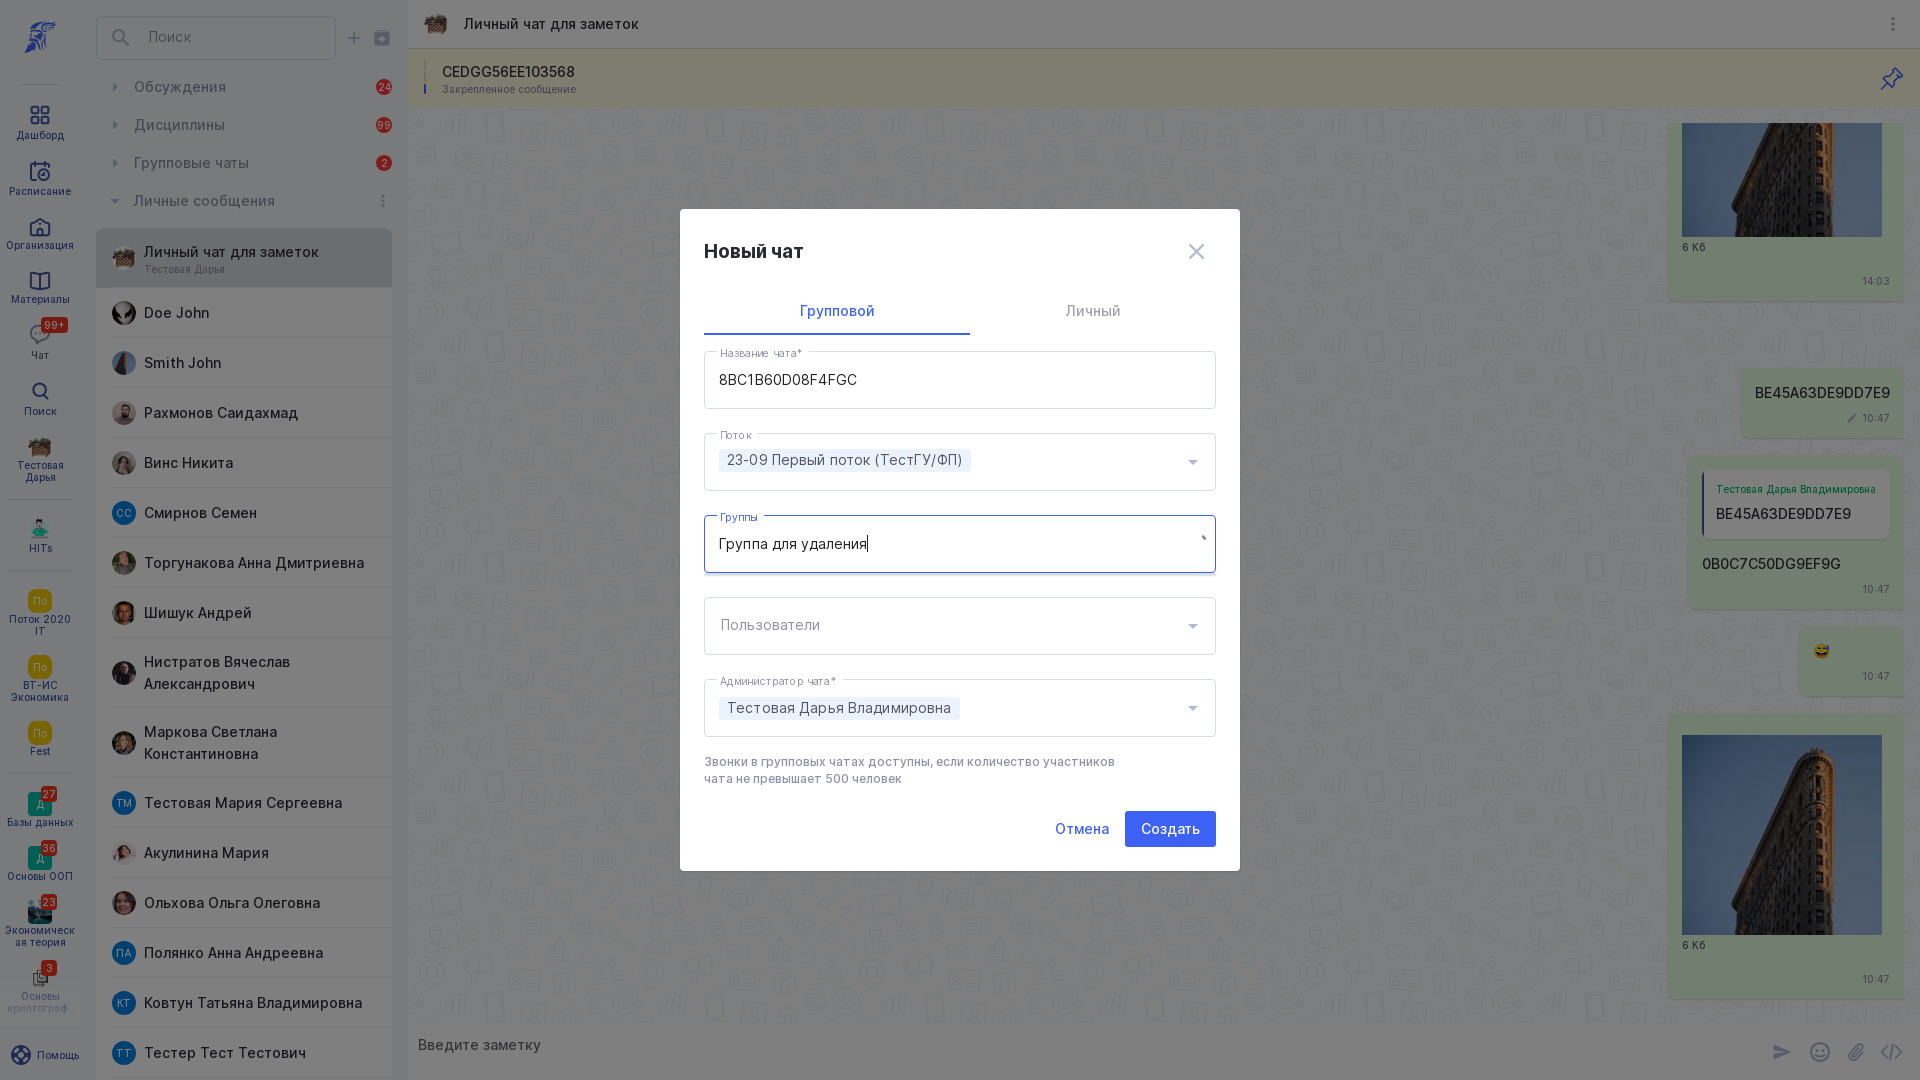 Дашборд
Расписание
Организация
Материалы
99+
Чат
Поиск
Тестовая
Дарья
HITs
По
Поток 2020
IT
По
ВТ-ИС
Экономика
По
Fest
27
Д
Базы данных
36
Д
Основы ООП
23
Экономическ
ая теория
3
Основы
криптограф...
Помощь
Поиск
Обсуждения
24
Дисциплины
99
Групповые чаты
2
Личные сообщения
Личный чат для заметок
Тестовая Дарья
Doe John
Smith John
Рахмонов Саидахмад
Винс Никита
СС
Смирнов Семен
Торгунакова Анна Дмитриевна
Шишук Андрей
Нистратов Вячеслав
Александрович
Маркова Светлана
Константиновна
ТМ
Тестовая Мария Сергеевна
Акулинина Мария
Ольхова Ольга Олеговна
ПА
Полянко Анна Андреевна
КТ
Ковтун Татьяна Владимировна
ТТ
Тестер Тест Тестович
Личный чат для заметок
CEDGG56EE103568
Закрепленное сообщение
6 Кб
14:03
BE45A63DE9DD7E9
10:47
Тестовая Дарья Владимировна
BE45A63DE9DD7E9
0B0C7C50DG9EF9G
10:47
10:47
6 Кб
10:47
Введите заметку
Новый чат
Групповой
Личный
Название чата*
8BC1B60D08F4FGC
Поток
23-09 Первый поток (ТестГУ/ФП)
Группы
Группа для удаления
Пользователи
Администратор чата*
Тестовая Дарья Владимировна
Звонки в групповых чатах доступны, если количество участников
чата не превышает 500 человек
Отмена
Создать